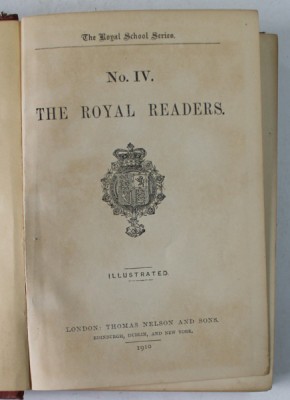 The Royal School Series.
No. IV.
THE ROYAL READERS.
ILLUSTRATED.
LONDON: THOMAS NELSON AND SONS.
EDINBURGH, DUBLIN, AND NEW YORK.